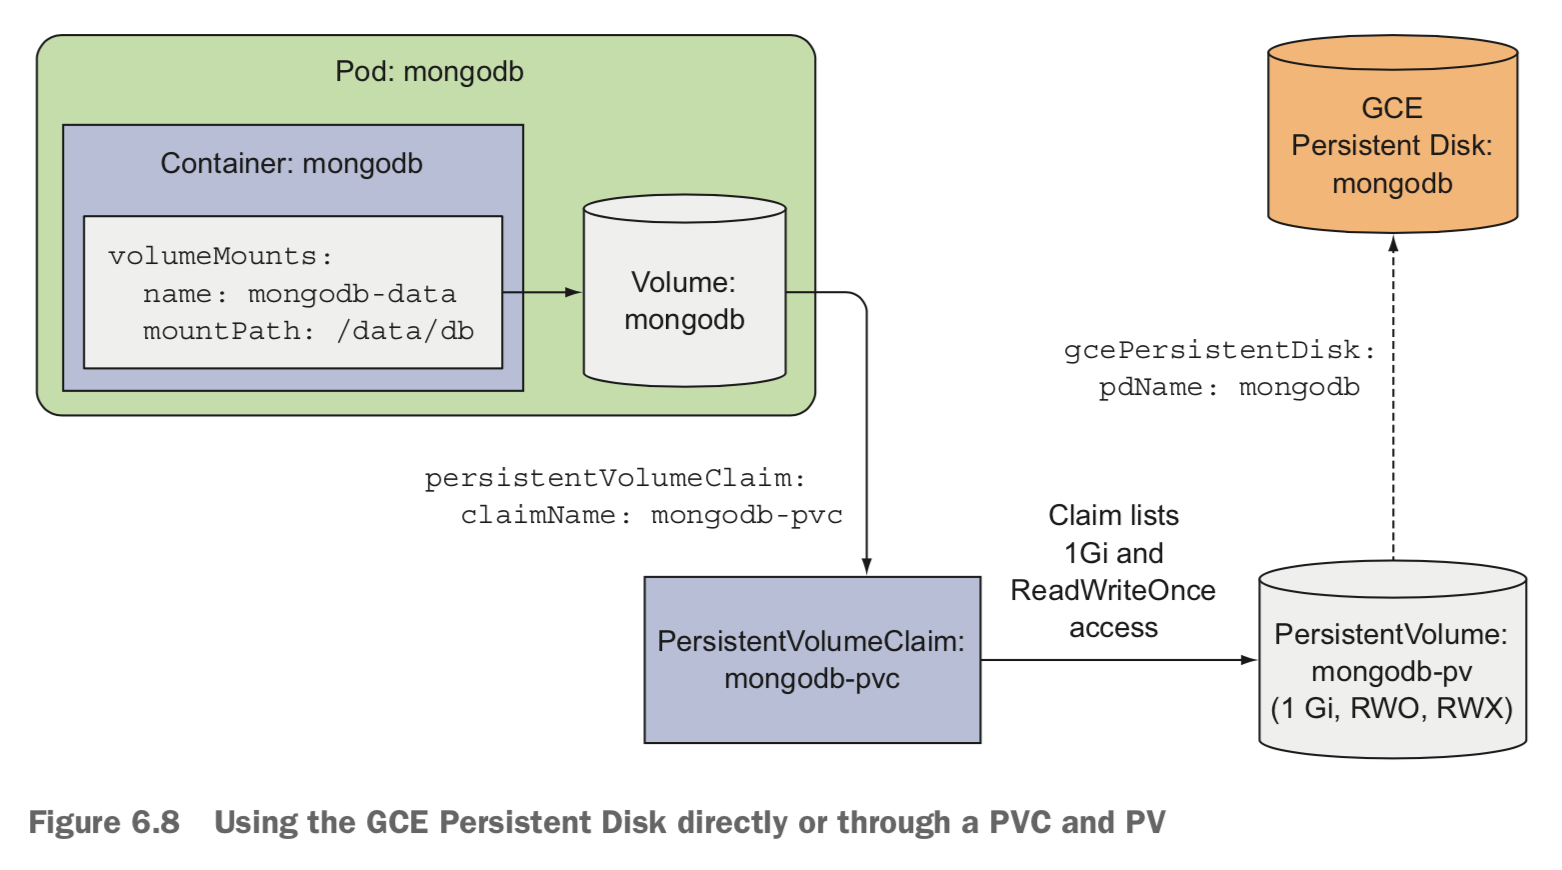 Pod: mongodb
Container: mongodb
volumeMounts:
name: mongodb-data
mountPath: /data/db
Volume:
mongodb
GCE
Persistent Disk:
mongodb
gcePersistentDisk:
pdName: mongodb
persistentVolumeClaim:
claimName: mongodb-pvc
Claim lists
1Gi and
ReadWriteOnce
access
PersistentVolumeClaim:
mongodb-pvc
PersistentVolume:
mongodb-pv
(1 Gi, RWO, RWX)
Figure 6.8 Using the GCE Persistent Disk directly or through a PVC and PV